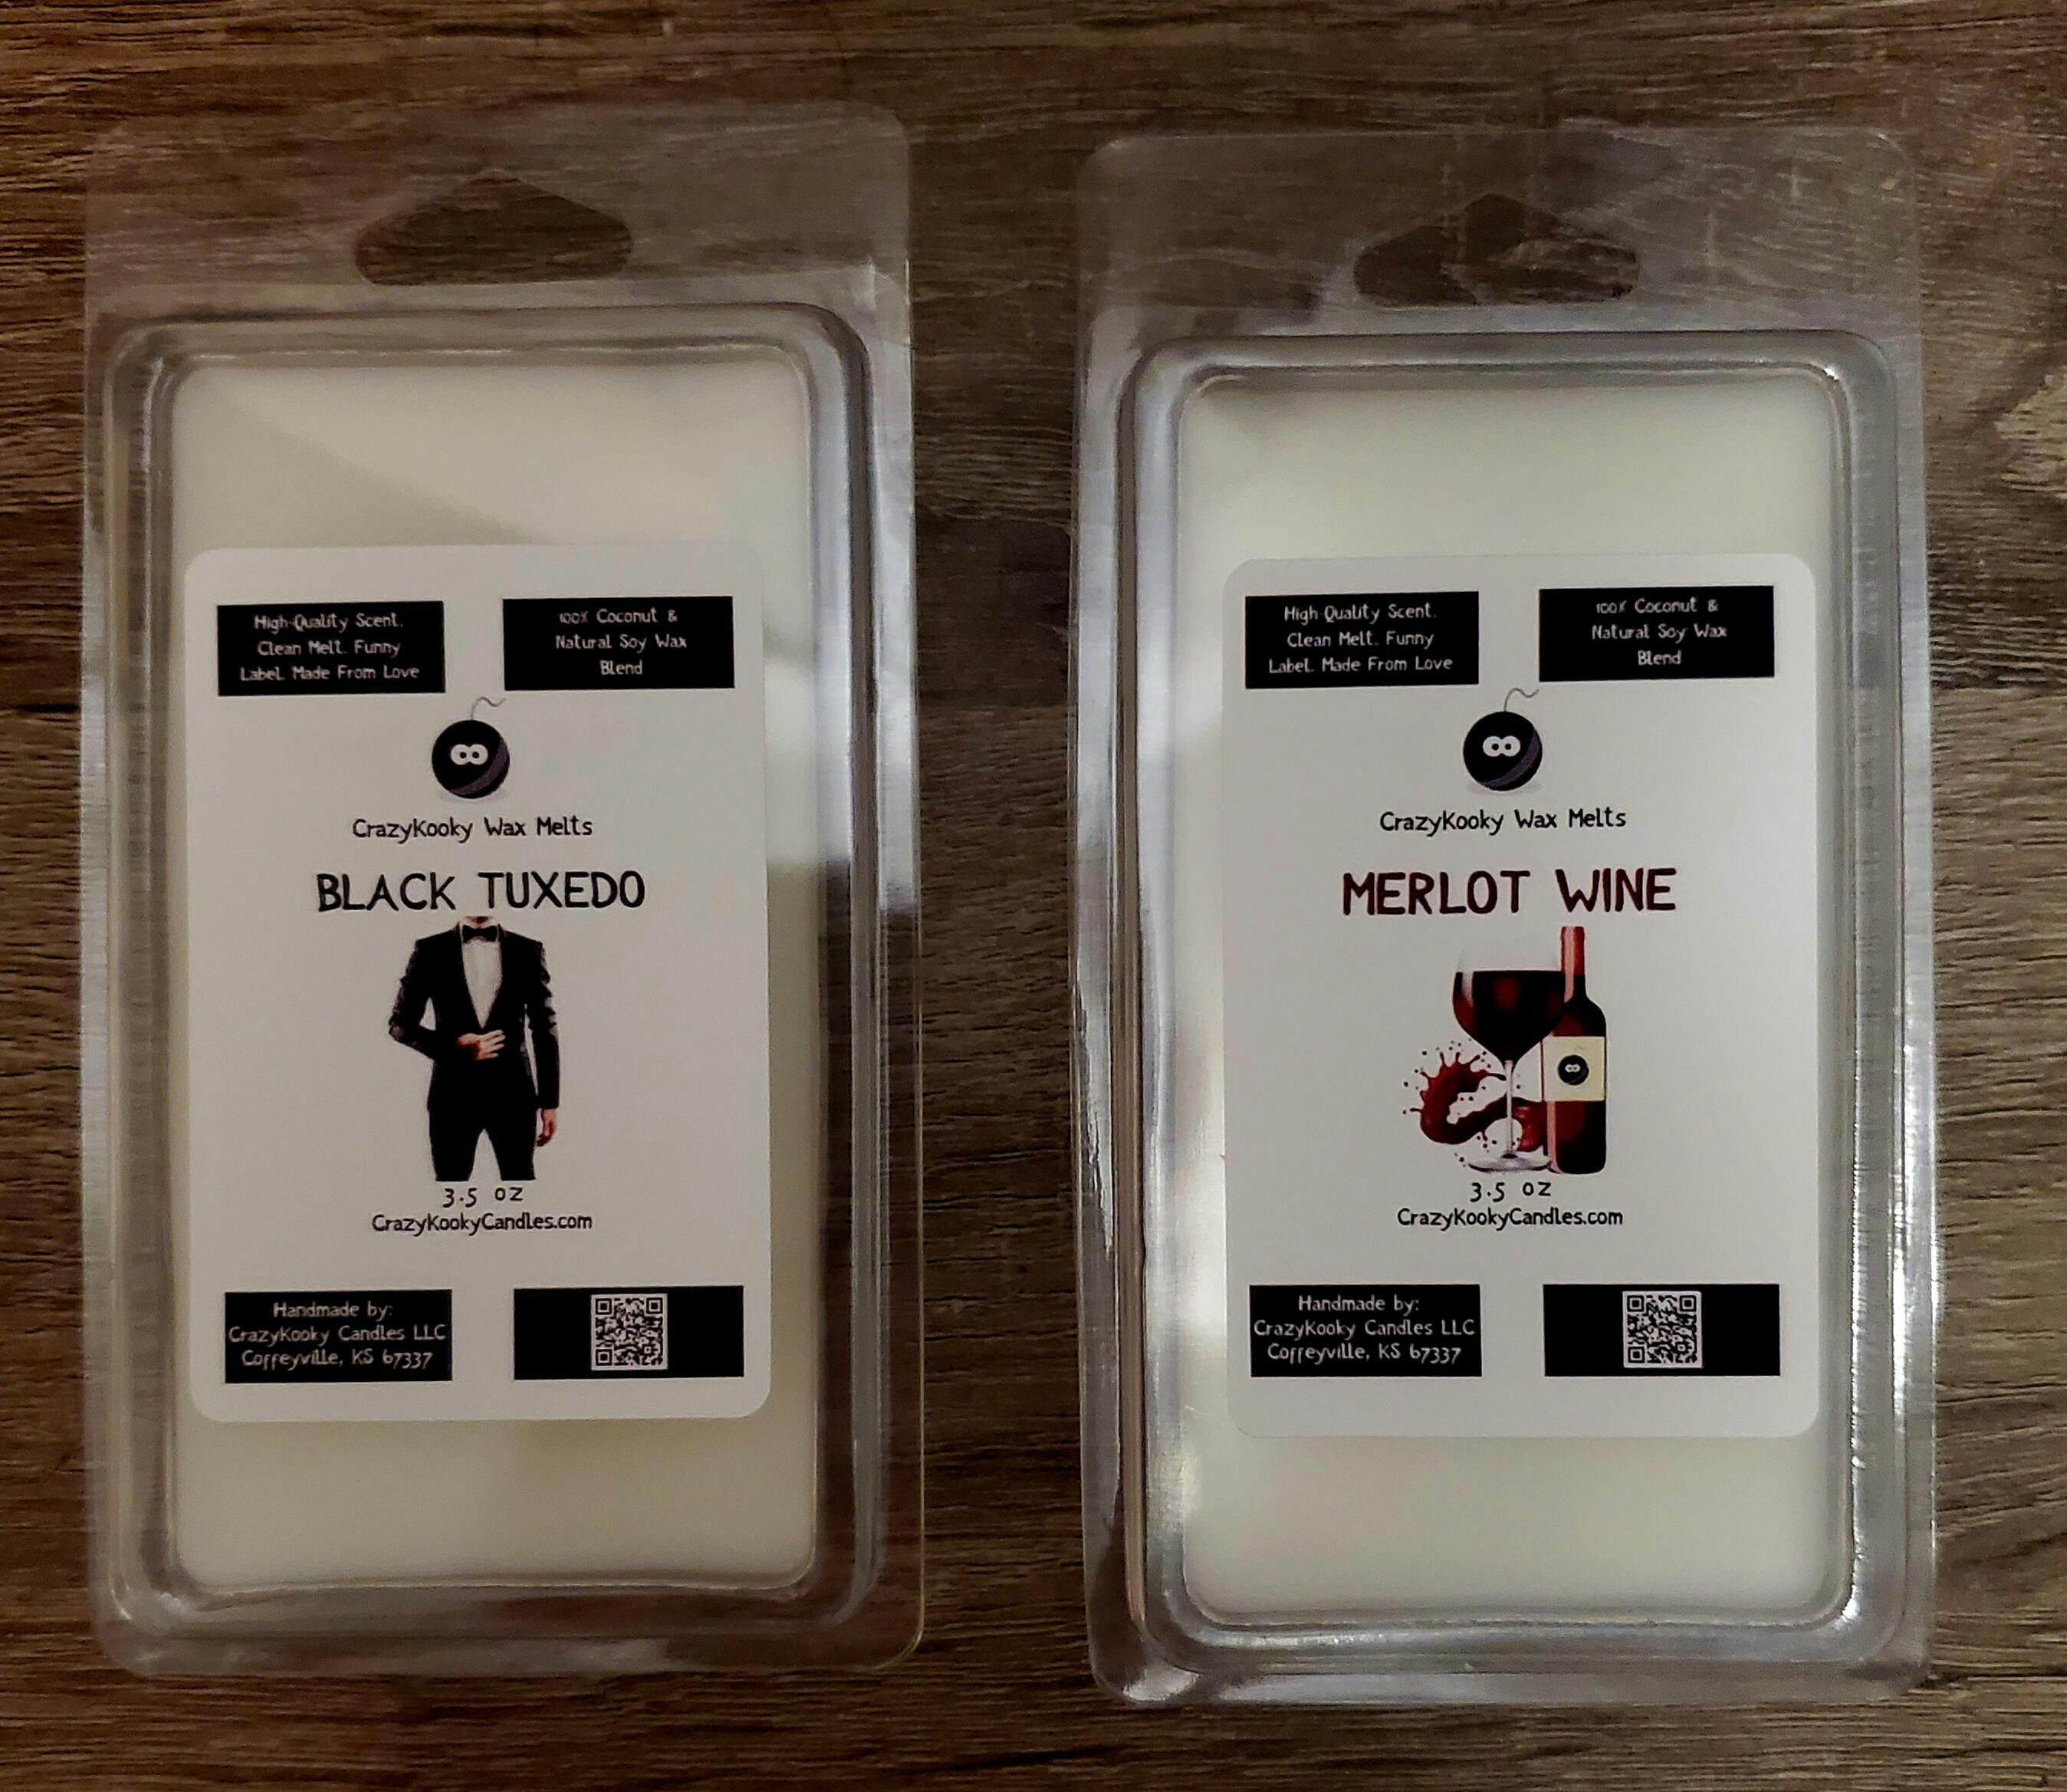 High-Quality Scent.
Clean Melt. Funny
Label. Made From Love
100% Coconut &
Natural Soy Wax
Blend
CrazyKooky Wax Melts
BLACK TUXEDO
3.5 OZ
CrazyKookyCandles.com
Handmade by:
CrazyKooky Candles LLC
Coffeyville, KS 67337
High-Quality Scent.
Clean Melt. Funny
Label. Made From Love
100% Coconut &
Natural Soy Wax
Blend
CrazyKooky Wax Melts
MERLOT WINE
3.5 OZ
CrazyKookyCandles.com
Handmade by:
CrazyKooky Candles LLC
Coffeyville, KS 67337